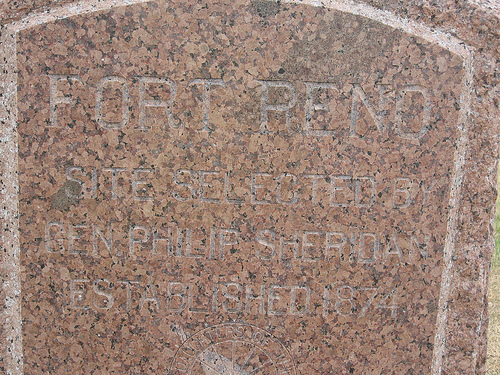 FORT RENO
SITE SELECTED BY
GEN. PHILIP SHERIDAN
ESTABLISHED 1874